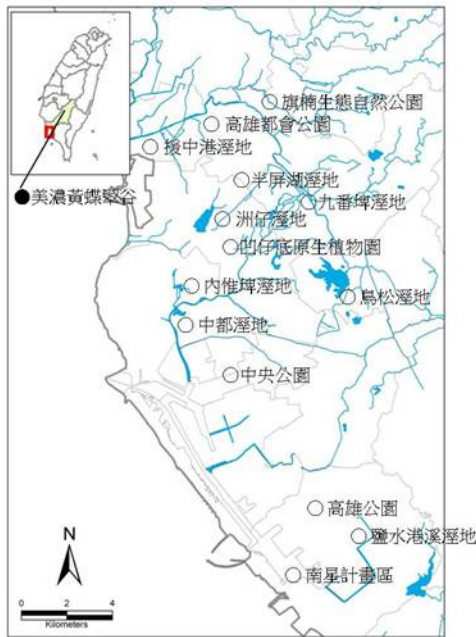 旗楠生態自然公園
高雄都會公園
援中港溼地
半屏湖溼地
美濃黃蝶翠谷
九番埤溼地
洲仔溼地
凹仔底原生植物園
內惟埤溼地
鳥松溼地
中都溼地
中央公園
高雄公園
鹽水港溪溼地
N
南星計畫區
0 2 4
Kilometers